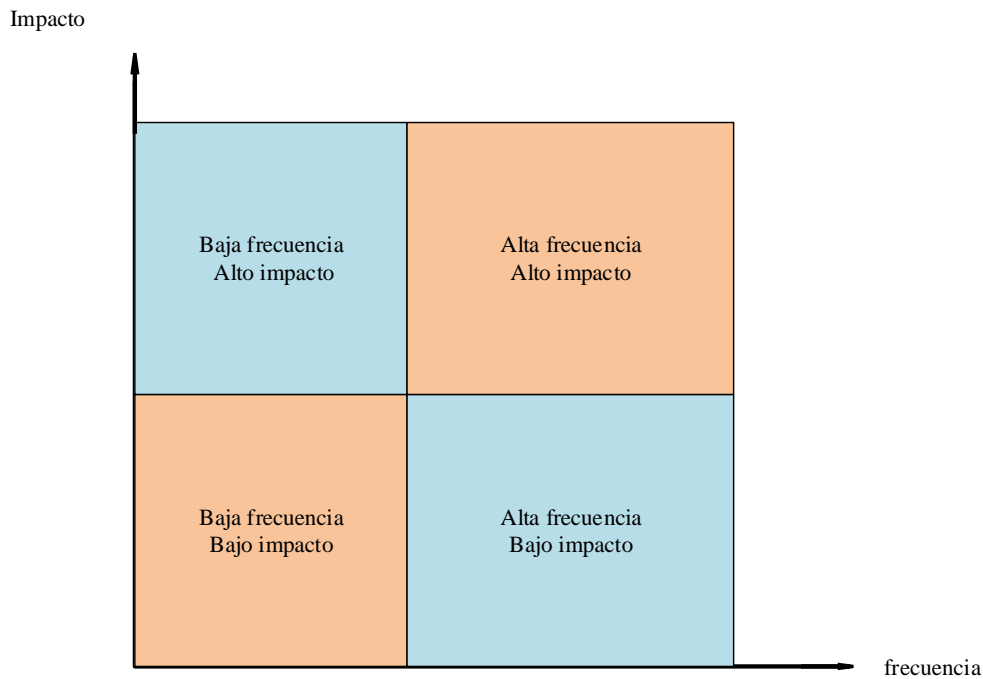 Impacto
Baja frecuencia
Alto impacto
Alta frecuencia
Alto impacto
Baja frecuencia
Bajo impacto
Alta frecuencia
Bajo impacto
frecuencia